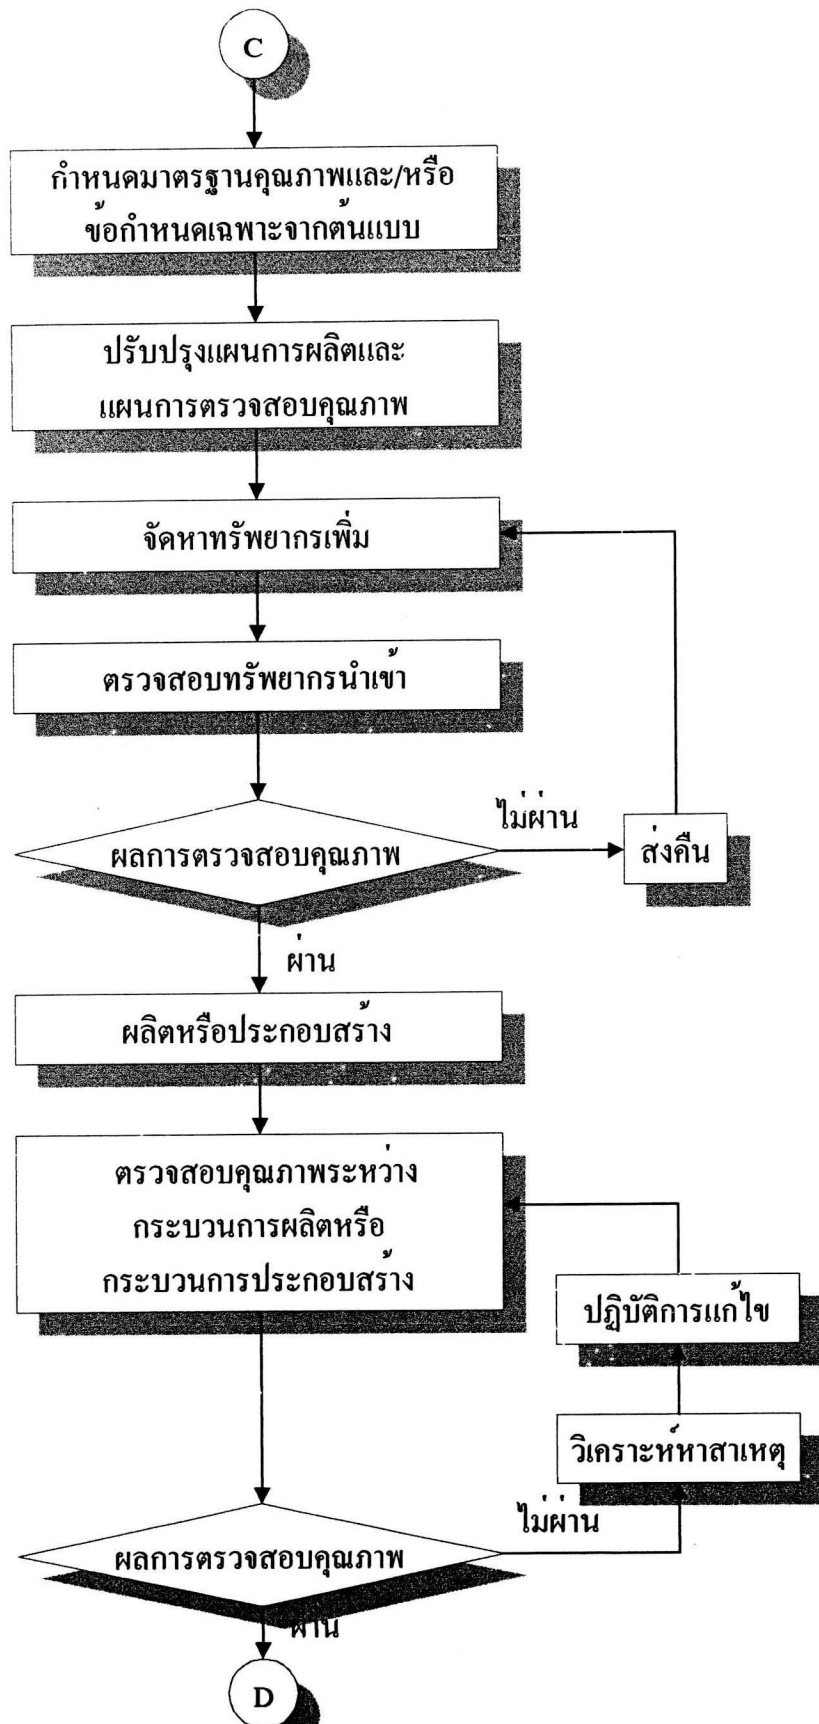 C
กำหนดมาตรฐานคุณภาพและ/หรือ
ข้อกำหนดเฉพาะจากต้นแบบ
ปรับปรุงแผนการผลิตและ
แผนการตรวจสอบคุณภาพ
จัดหาทรัพยากรเพิ่ม
ตรวจสอบทรัพยากรนำเข้า
ผลการตรวจสอบคุณภาพ
ไม่ผ่าน
ส่งคืน
ผ่าน
ผลิตหรือประกอบสร้าง
ตรวจสอบคุณภาพระหว่าง
กระบวนการผลิตหรือ
กระบวนการประกอบสร้าง
ปฏิบัติการแก้ไข
วิเคราะห์หาสาเหตุ
ไม่ผ่าน
ผลการตรวจสอบคุณภาพ
ผ่าน
D